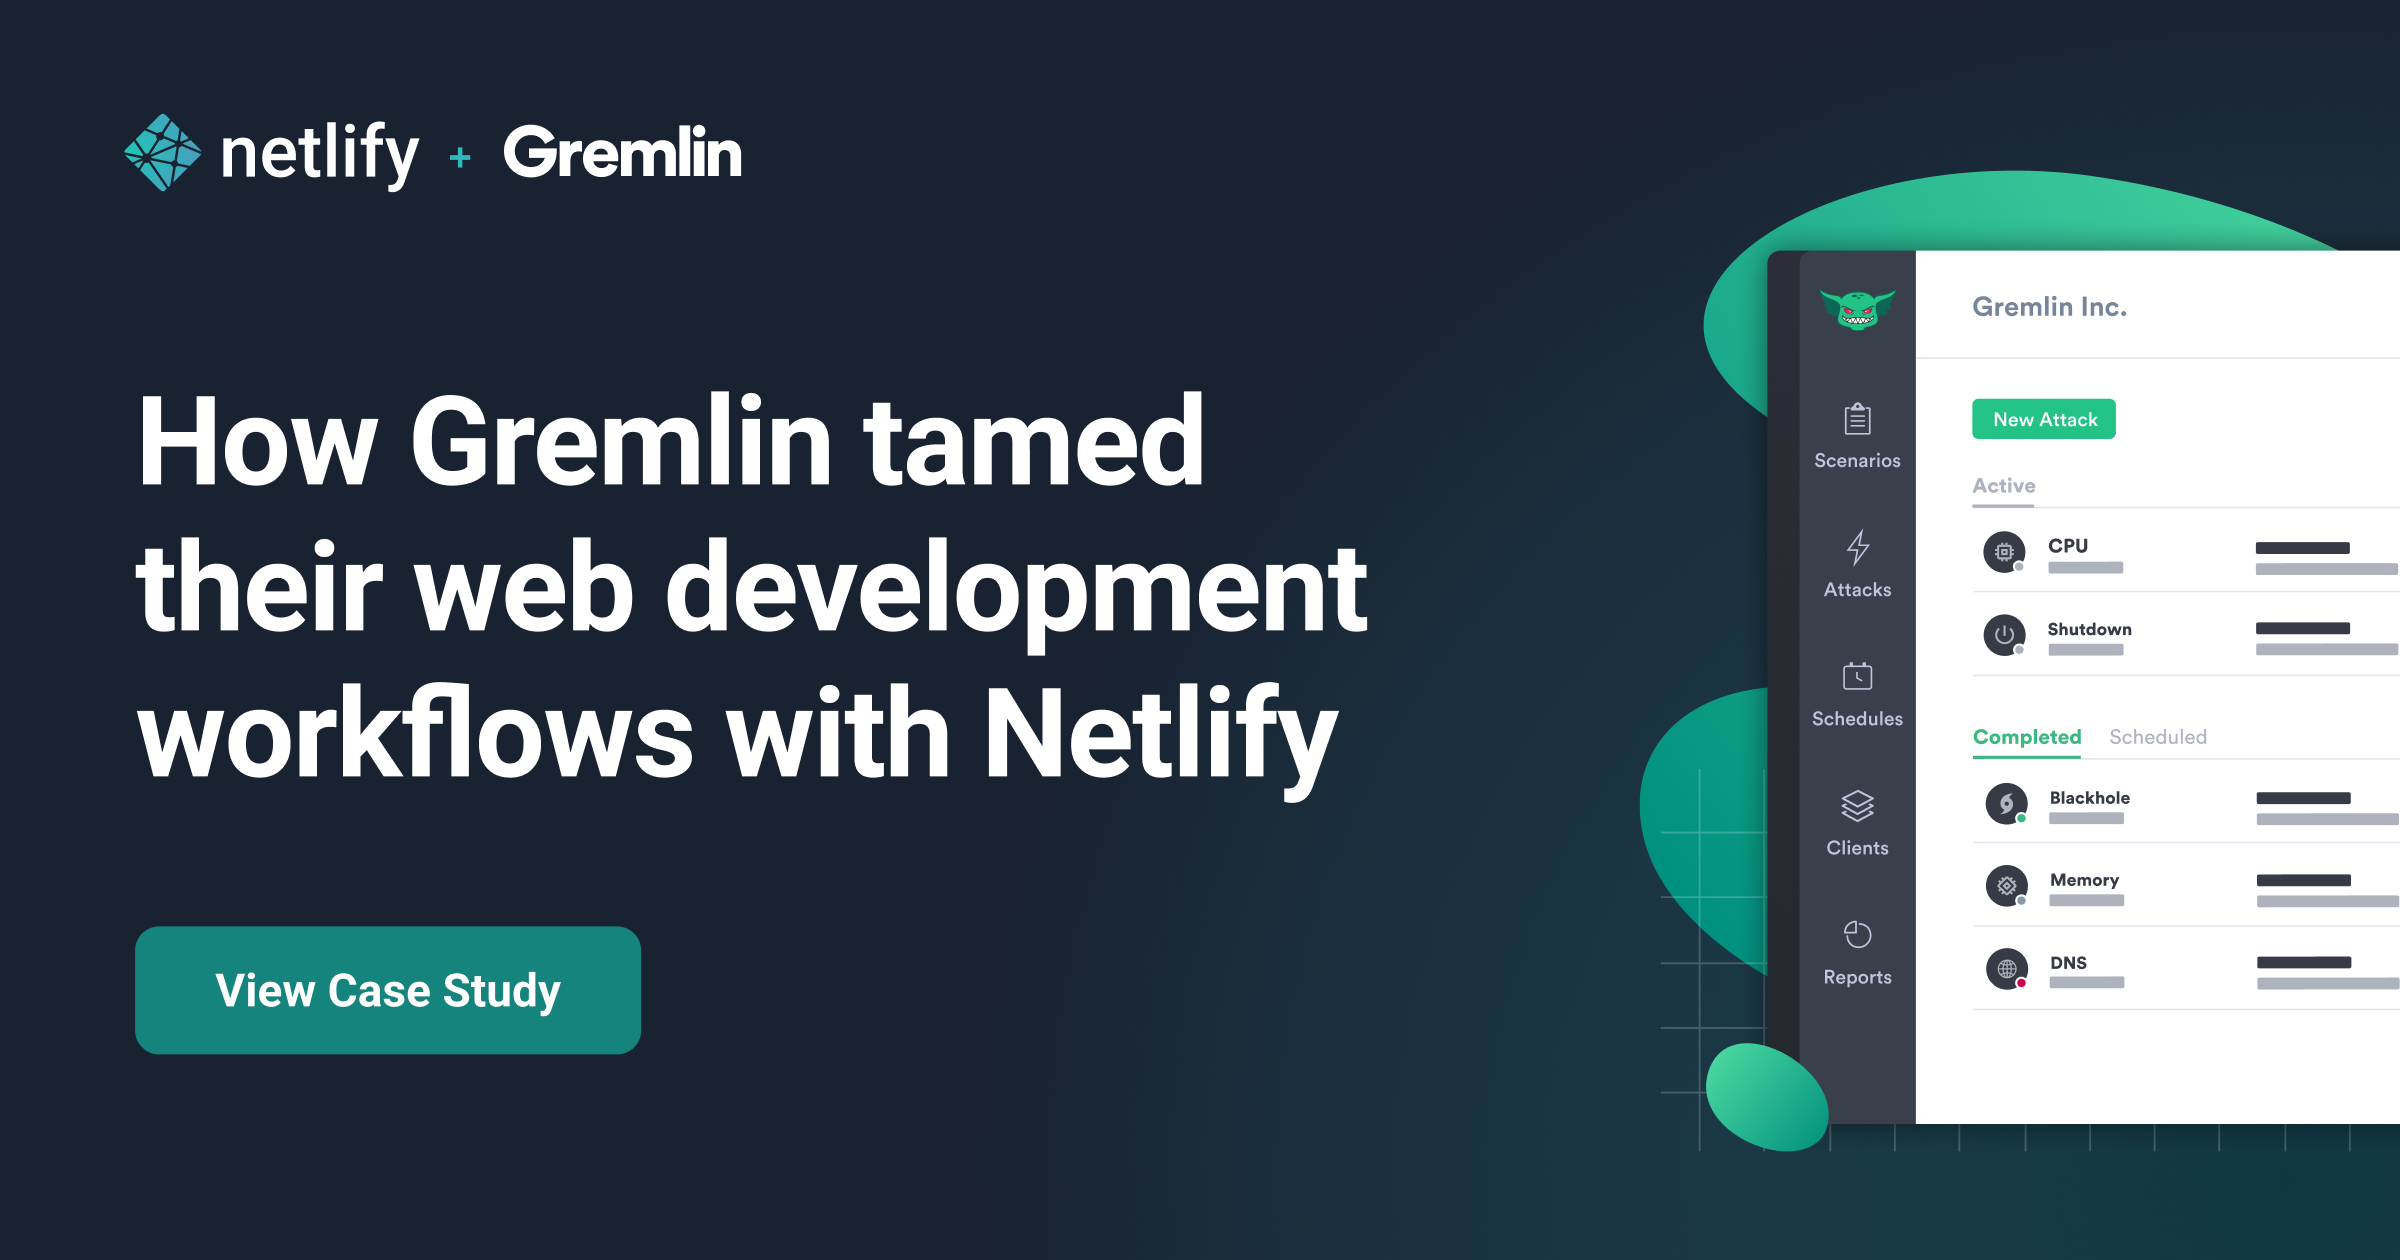 netlify + Gremlin
How Gremlin tamed
their web development
workflows with Netlify
View Case Study
Scenarios
Attacks
Schedules
Clients
Reports
Gremlin Inc.
New Attack
Active
CPU
Shutdown
Completed Scheduled
Blackhole
Memory
DNS